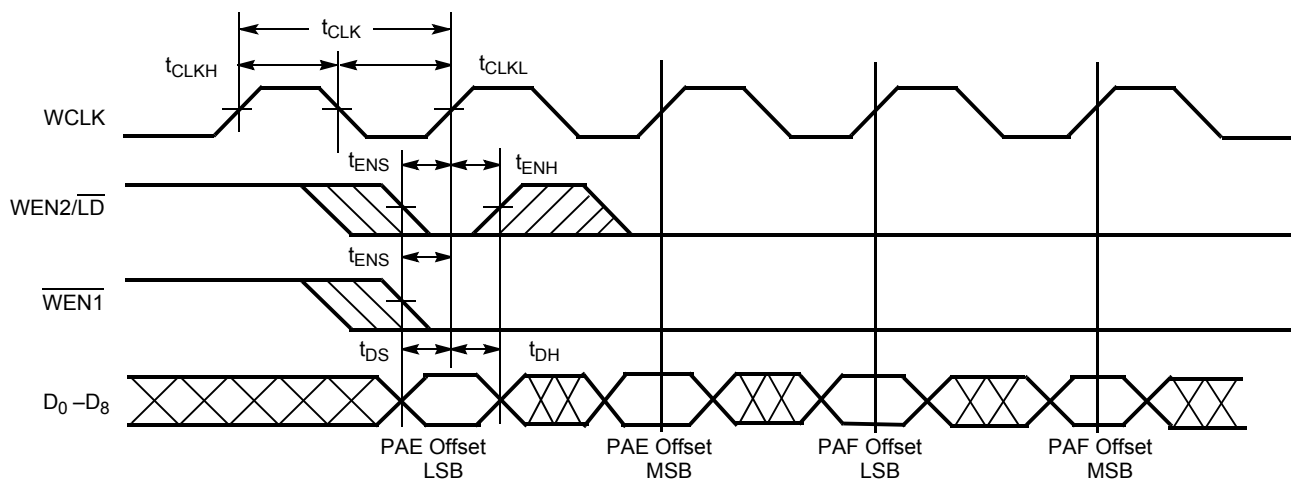 tCLK
tCLKH
tCLKL
WCLK
tENS
tENH
WEN2/LD
tENS
WEN1
tDS
tDH
D0 –D8
PAE Offset
LSB
PAE Offset
MSB
PAF Offset
LSB
PAF Offset
MSB